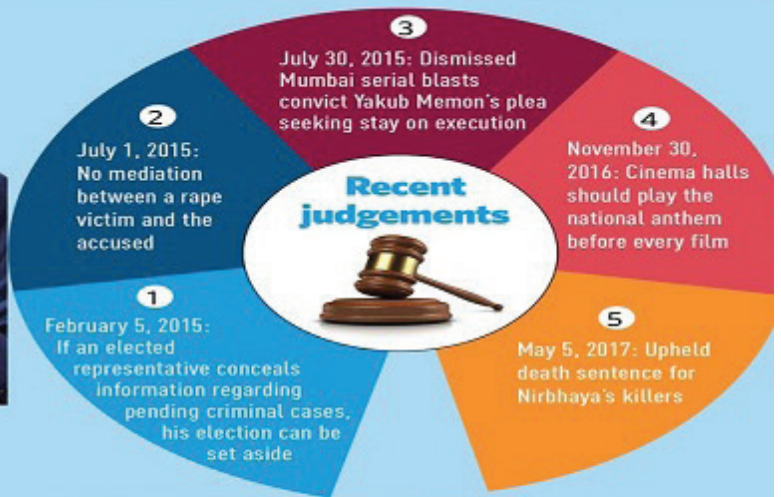 Recent
judgements
1
February 5, 2015:
If an elected
representative conceals
information regarding
pending criminal cases,
his election can be
set aside
2
July 1, 2015:
No mediation
between a rape
victim and the
accused
3
July 30, 2015: Dismissed
Mumbai serial blasts
convict Yakub Memon's plea
seeking stay on execution
4
November 30,
2016: Cinema halls
should play the
national anthem
before every film
5
May 5, 2017: Upheld
death sentence for
Nirbhaya's killers